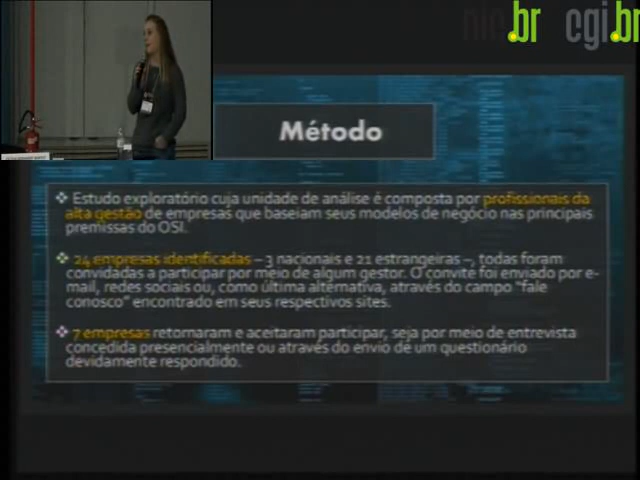 nic.br cgi.br
Método
❖ Estudo exploratório cuja unidade de análise é composta por profissionais da
alta gestão de empresas que baseiam seus modelos de negócio nas principais
premissas do OSI.
❖ 24 empresas identificadas – 3 nacionais e 21 estrangeiras –, todas foram
convidadas a participar por meio de algum gestor. O convite foi enviado por e-
mail, redes sociais ou, como última alternativa, através do campo "fale
conosco" encontrado em seus respectivos sites.
❖ 7 empresas retornaram e aceitaram participar, seja por meio de entrevista
concedida presencialmente ou através do envio de um questionário
devidamente respondido.